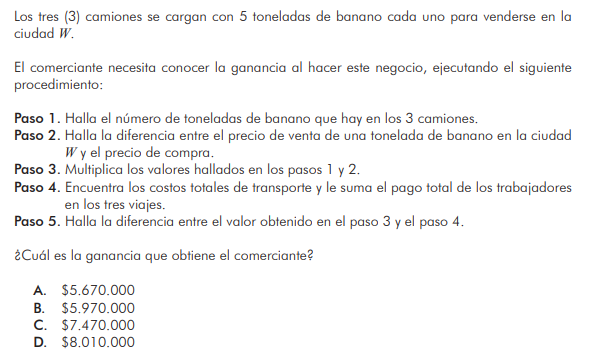 Los tres (3) camiones se cargan con 5 toneladas de banano cada uno para venderse en la
ciudad W.
El comerciante necesita conocer la ganancia al hacer este negocio, ejecutando el siguiente
procedimiento:
Paso 1. Halla el número de toneladas de banano que hay en los 3 camiones.
Paso 2. Halla la diferencia entre el precio de venta de una tonelada de banano en la ciudad
W y el precio de compra.
Paso 3. Multiplica los valores hallados en los pasos 1 y 2.
Paso 4. Encuentra los costos totales de transporte y le suma el pago total de los trabajadores
en los tres viajes.
Paso 5. Halla la diferencia entre el valor obtenido en el paso 3 y el paso 4.
¿Cuál es la ganancia que obtiene el comerciante?
A. $5.670.000
B. $5.970.000
C. $7.470.000
D. $8.010.000